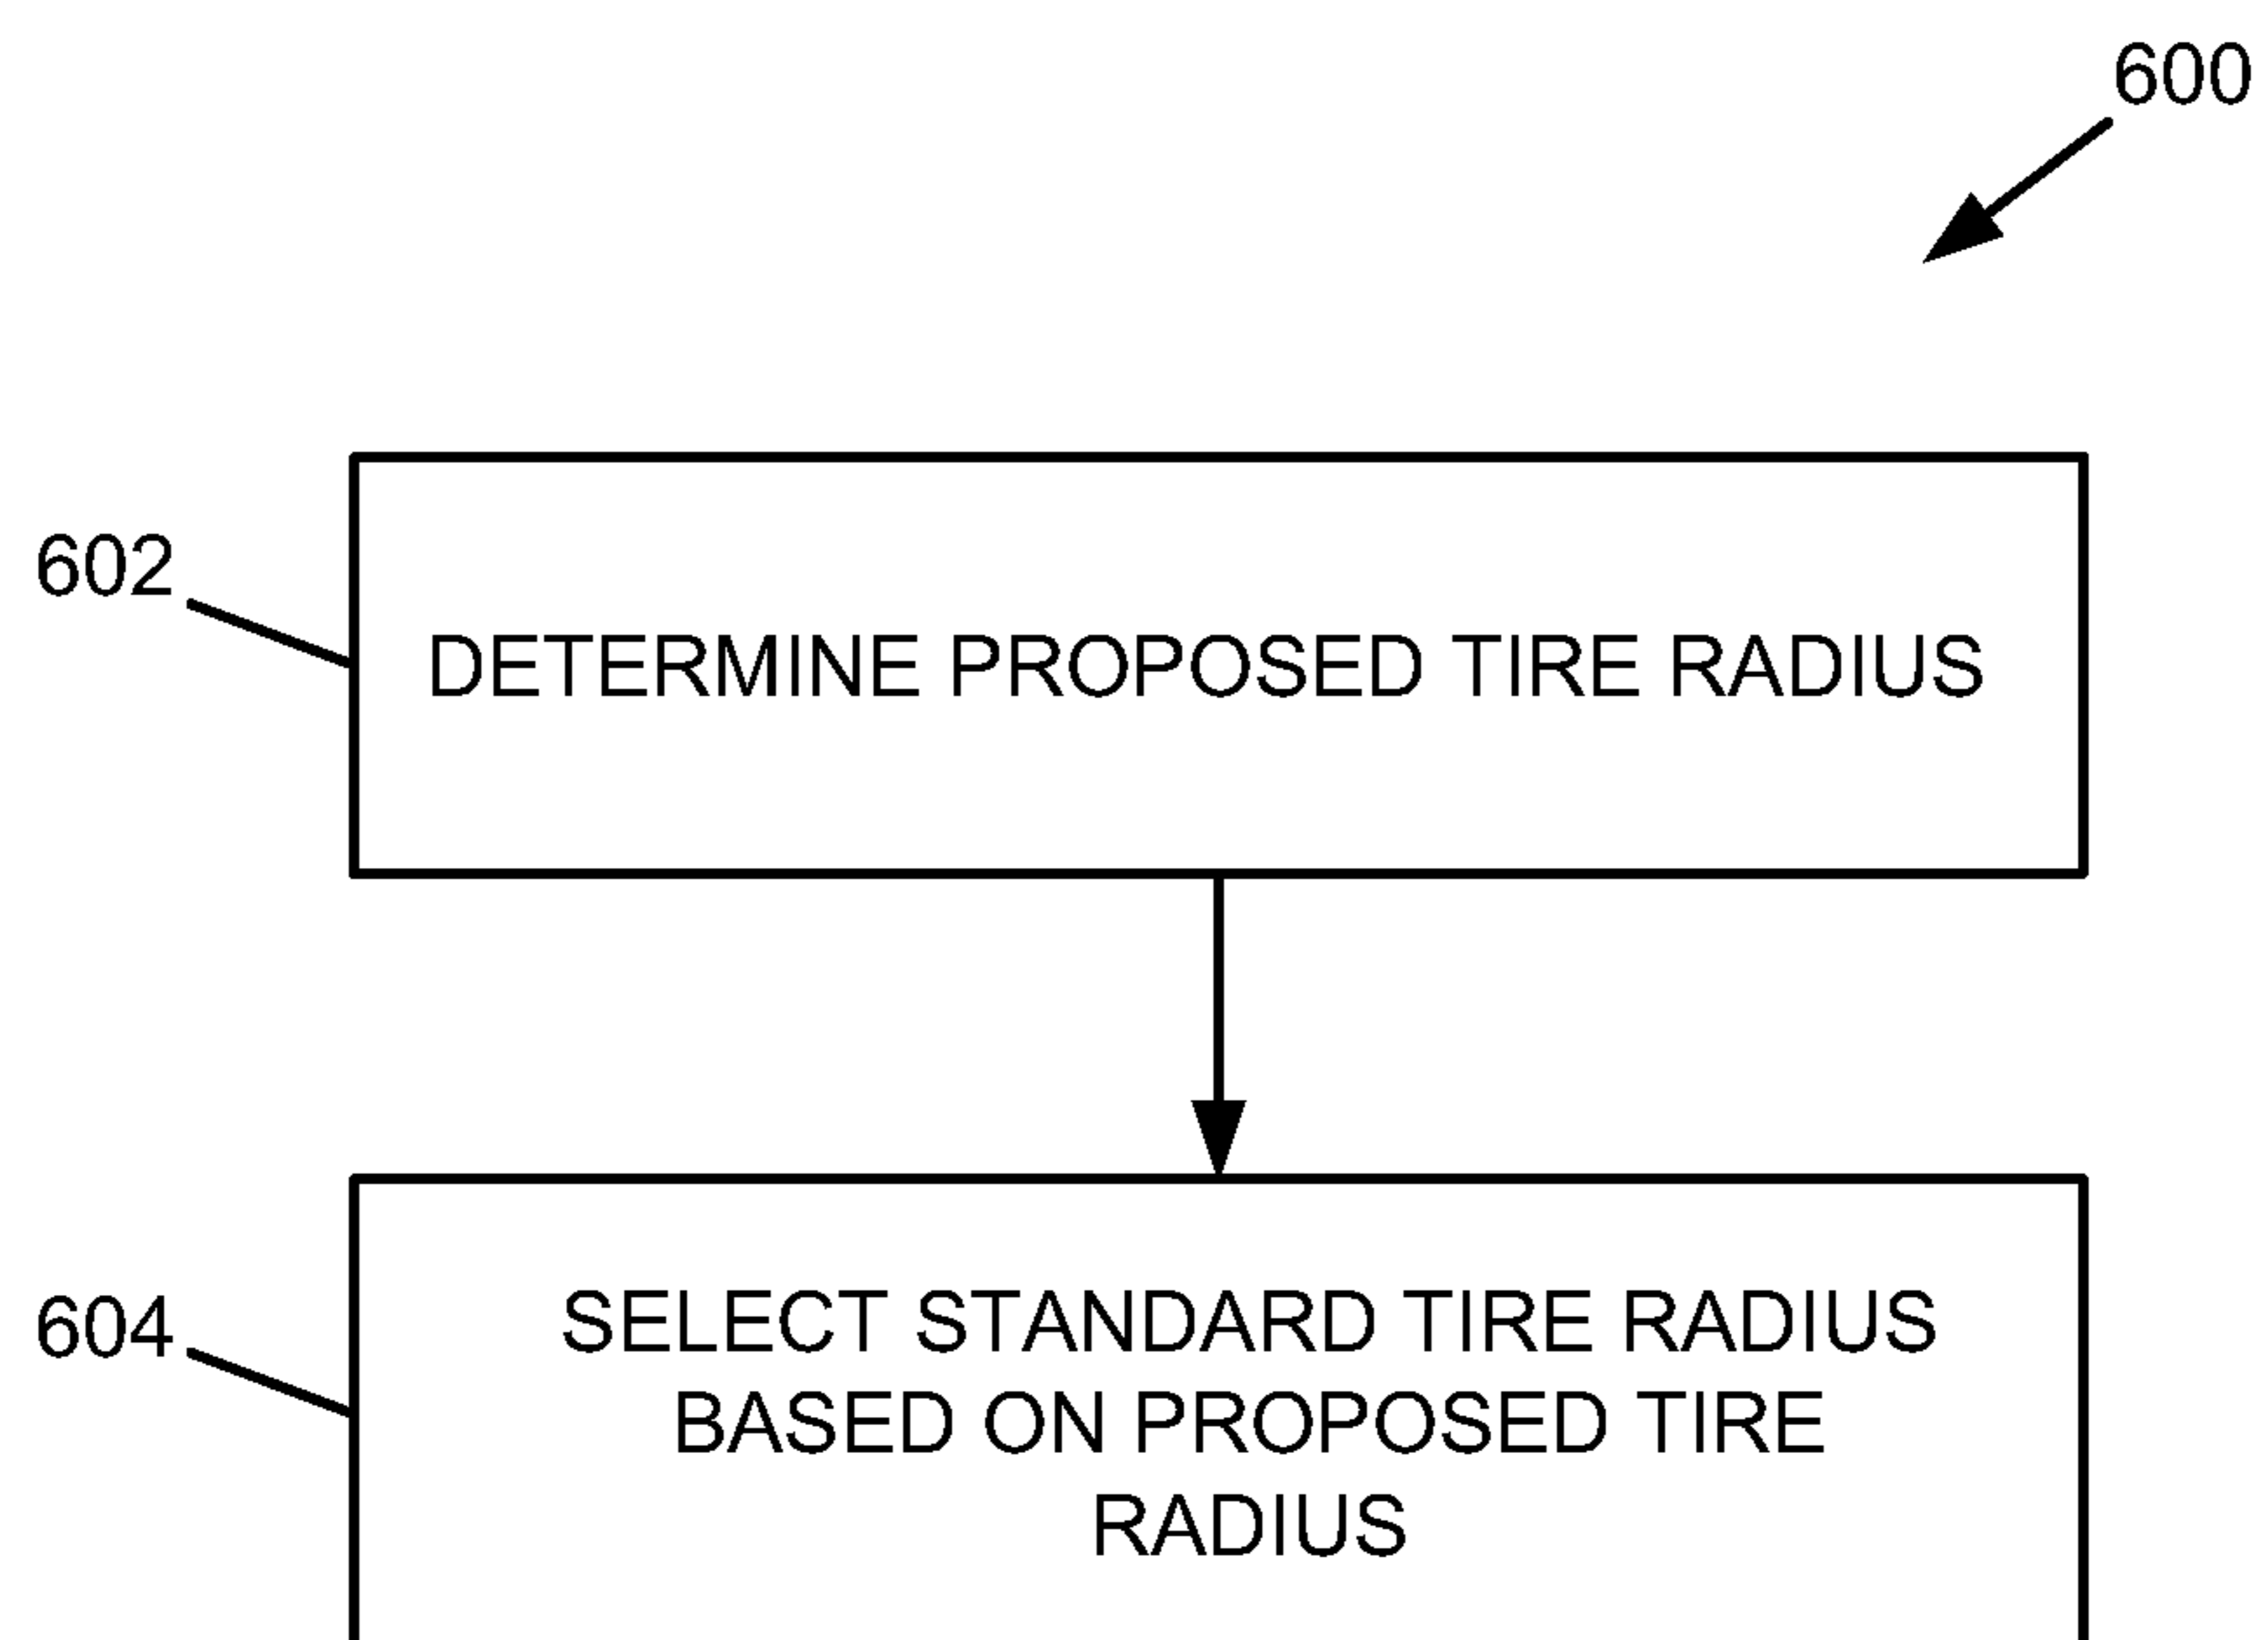 600
602
DETERMINE PROPOSED TIRE RADIUS
604
SELECT STANDARD TIRE RADIUS
BASED ON PROPOSED TIRE
RADIUS